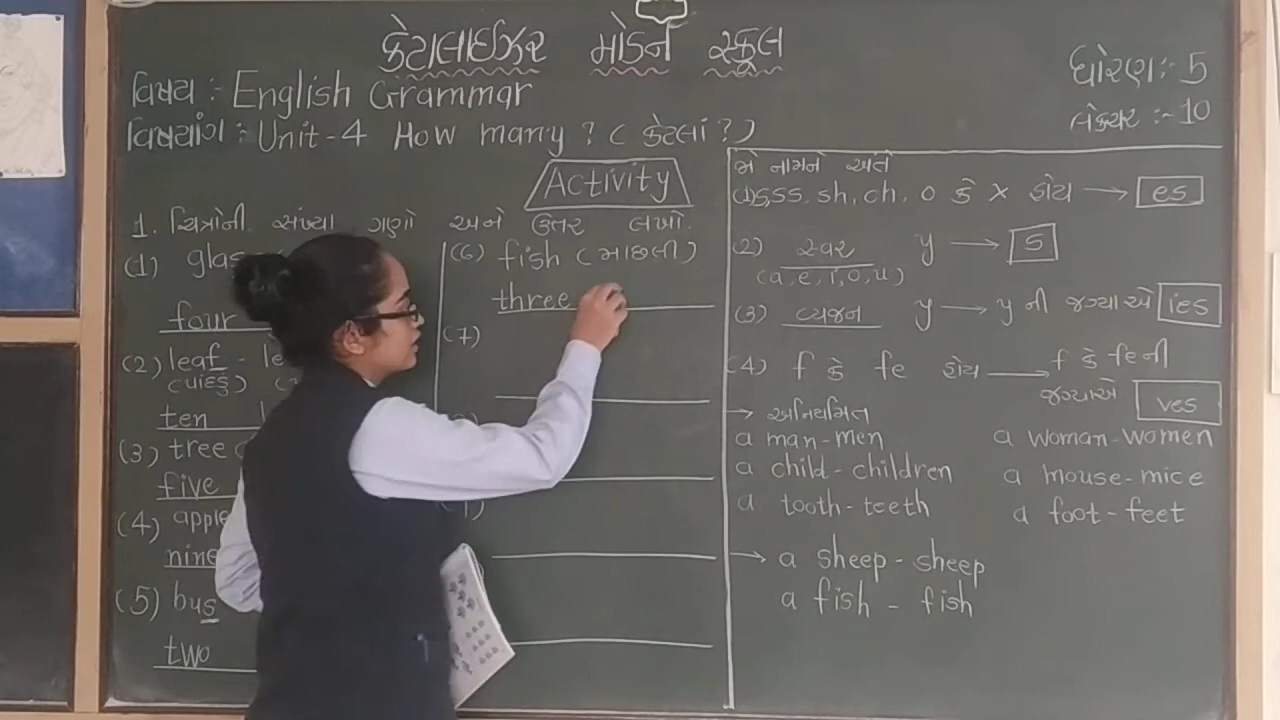 કેટાલાઈઝર મોડર્ન સ્કૂલ
ધોરણ :- 5
વિષય :- English Grammar
લેક્ચર :- 10
વિષયાંગ :- Unit-4 How many ? ( કેટલાં ? )
Activity
1. ચિત્રોની સંખ્યા ગણો અને ઉત્તર લખો.
(1)
four
(2) leaf -
ten
(3) tree
five
(4)
nine
(5) bus
two
(6) fish (માછલી)
three
(7)
જે નામને અંતે
(1) s, ss, sh, ch, o કે x હોય → es
(2) સ્વર y → s
(a, e, i, o, u)
(3) વ્યંજન y → y ની જગ્યાએ ies
(4) f કે fe હોય → f કે fe ની
જગ્યાએ ves
→ અનિયમિત
a man-men a woman-women
a child-children a mouse-mice
a tooth-teeth a foot-feet
→ a sheep - sheep
a fish - fish